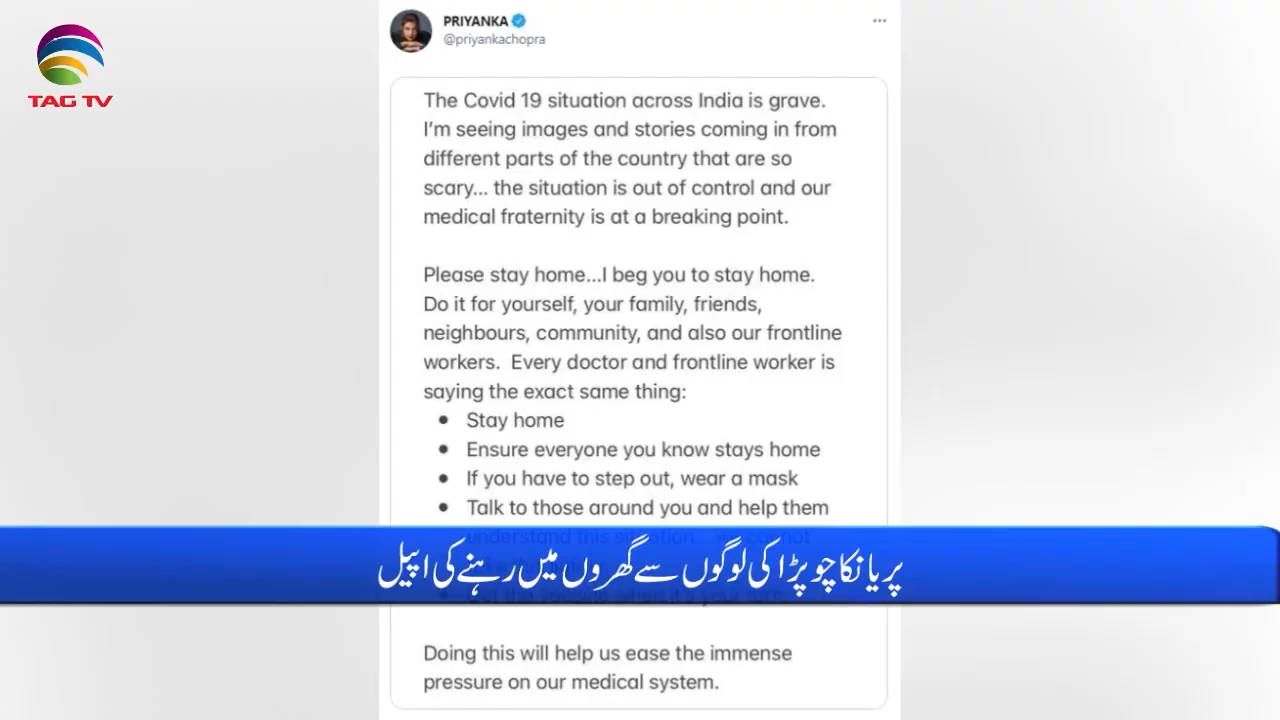 TAG TV
PRIYANKA
@priyankachopra
The Covid 19 situation across India is grave.
I'm seeing images and stories coming in from
different parts of the country that are so
scary... the situation is out of control and our
medical fraternity is at a breaking point.
Please stay home...I beg you to stay home.
Do it for yourself, your family, friends,
neighbours, community, and also our frontline
workers.  Every doctor and frontline worker is
saying the exact same thing:
• Stay home
• Ensure everyone you know stays home
• If you have to step out, wear a mask
• Talk to those around you and help them
understand this situation... we cannot
پریانکا چوپڑا کی لوگوں سے گھروں میں رہنے کی اپیل
Doing this will help us ease the immense
pressure on our medical system.